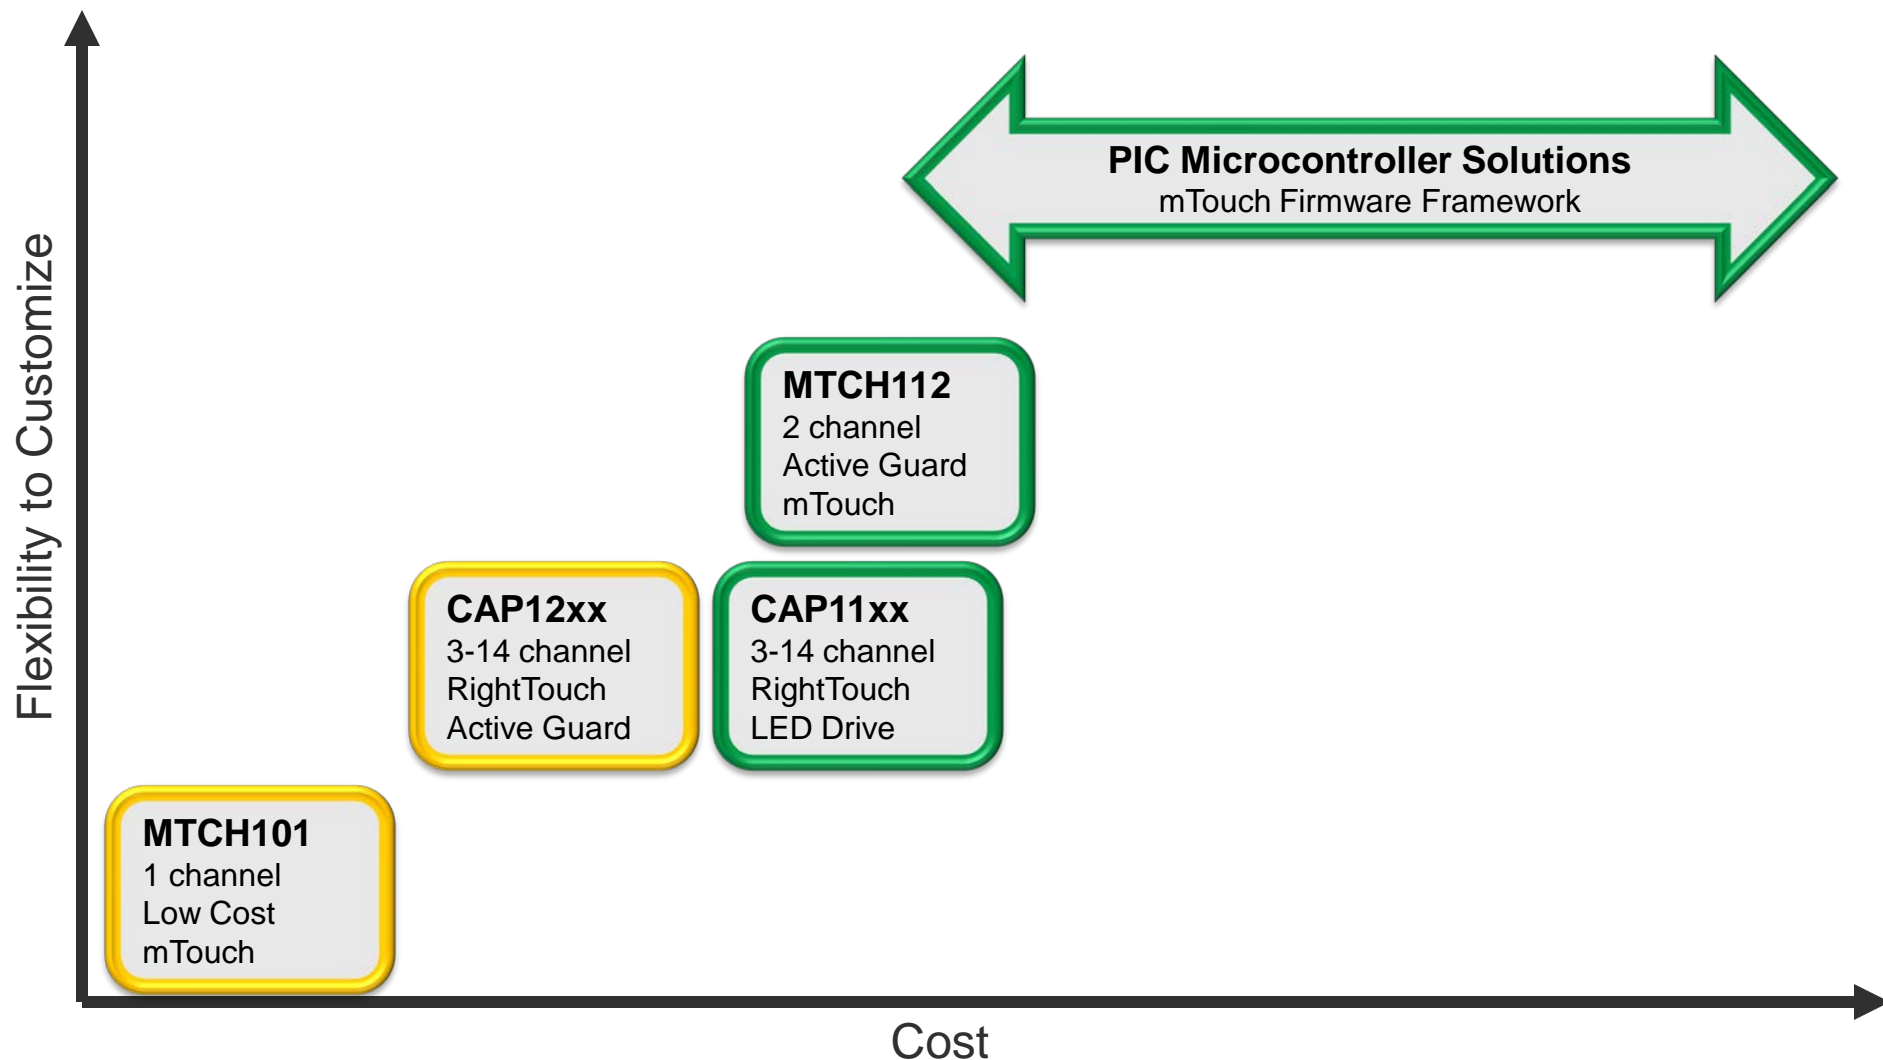 PIC Microcontroller Solutions
mTouch Firmware Framework
Flexibility to Customize
MTCH112
2 channel
Active Guard
mTouch
CAP12xx
3-14 channel
RightTouch
Active Guard
CAP11xx
3-14 channel
RightTouch
LED Drive
MTCH101
1 channel
Low Cost
mTouch
Cost